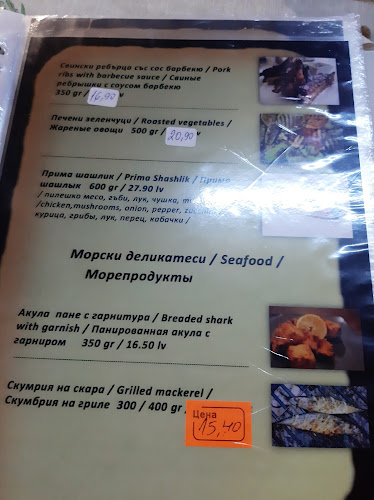 Свински ребърца със сос барбекю / Pork
ribs with barbecue sauce / Свиные
ребрышки с соусом барбекю
350 gr / 16,90 v
Печени зеленчуци / Roasted vegetables /
Жареные овощи 500 gr / 20,90 v
Прима шашлик / Prima Shashlik / Прима
шашлык 600 gr / 27.90 lv
/ пилешко месо, гъби, лук, чушка,
/chicken,mushrooms, onion, pepper,
курица, грибы, лук, перец, кабачки /
Морски деликатеси / Seafood /
Морепродукты
Акула пане с гарнитура / Breaded shark
with garnish / Панированная акула с
гарниром 350 gr / 16.50 lv
Скумрия на скара / Grilled mackerel /
Скумбрия на гриле 300 / 400 gr /
Цена
15,40